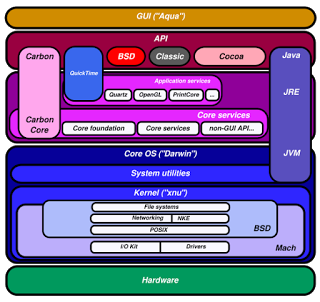 GUI ("Aqua")
API
Carbon
QuickTime
BSD
Classic
Cocoa
Java
Application services
Quartz
OpenGL
PrintCore
...
JRE
Core services
Carbon
Core
Core foundation
Core services
non-GUI API...
Core OS ("Darwin")
JVM
System utilities
Kernel ("xnu")
File systems
Networking
NKE
POSIX
BSD
Mach
I/O Kit
Drivers
Hardware